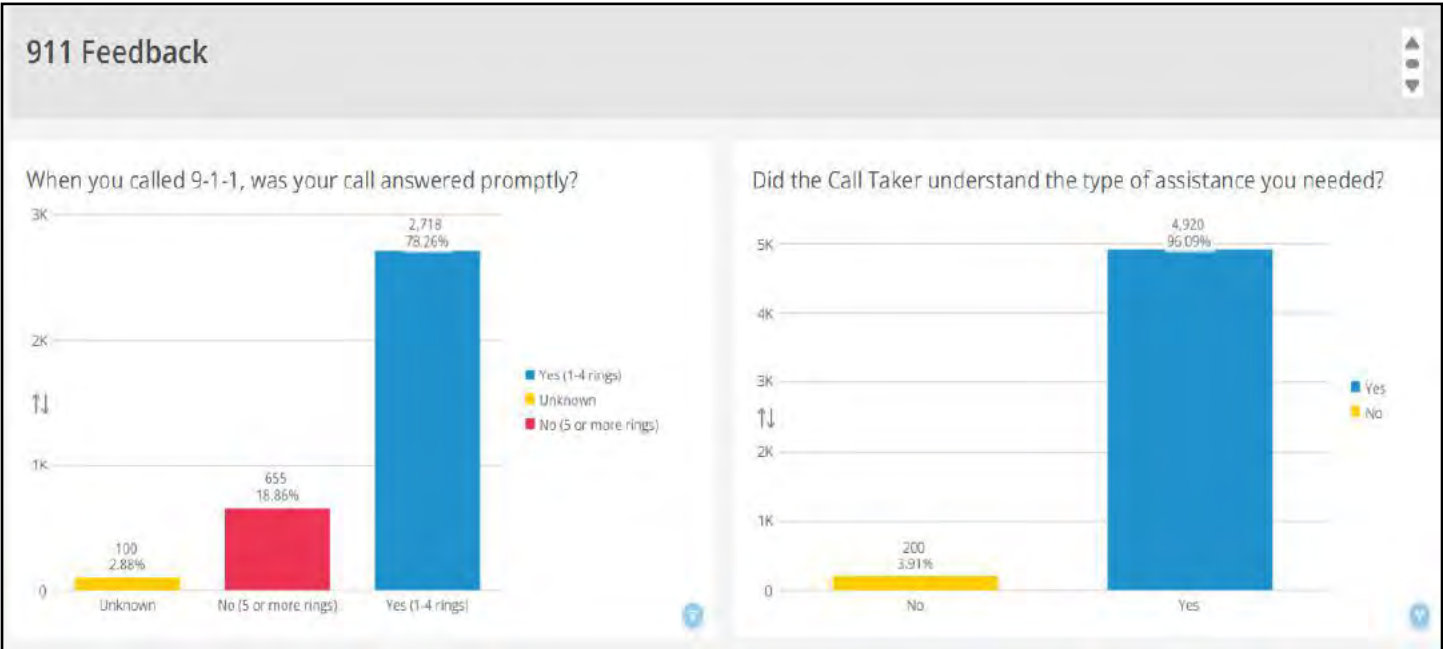 911 Feedback
When you called 9-1-1, was your call answered promptly?
3K
2,718
78.26%
2K
1K
655
18.86%
100
2.88%
0
Unknown
No (5 or more rings)
Yes (1-4 rings)
Yes (1-4 rings)
Unknown
No (5 or more rings)
Did the Call Taker understand the type of assistance you needed?
5K
4,920
96.09%
4K
3K
2K
1K
200
3.91%
0
No
Yes
Yes
No